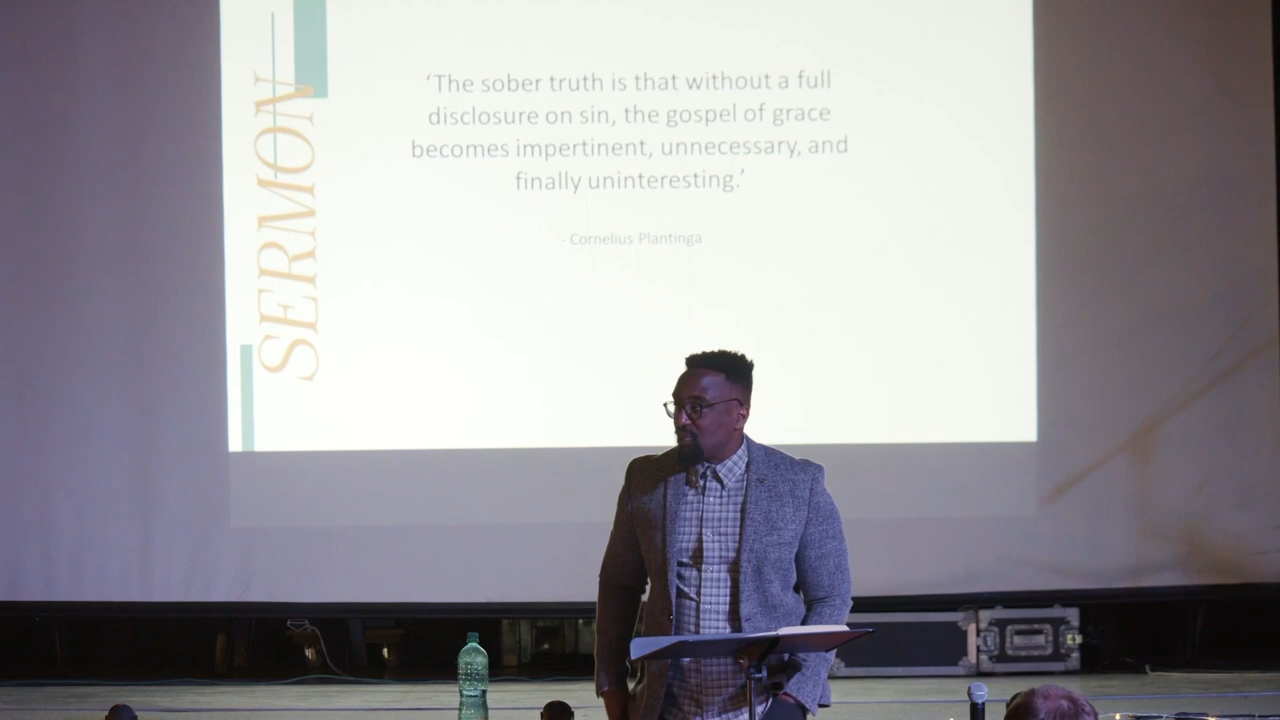 SERMON
‘The sober truth is that without a full
disclosure on sin, the gospel of grace
becomes impertinent, unnecessary, and
finally uninteresting.’
- Cornelius Plantinga